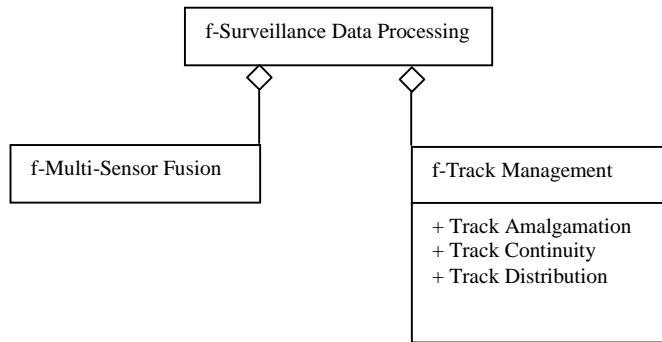 f-Surveillance Data Processing
f-Multi-Sensor Fusion
f-Track Management
+ Track Amalgamation
+ Track Continuity
+ Track Distribution